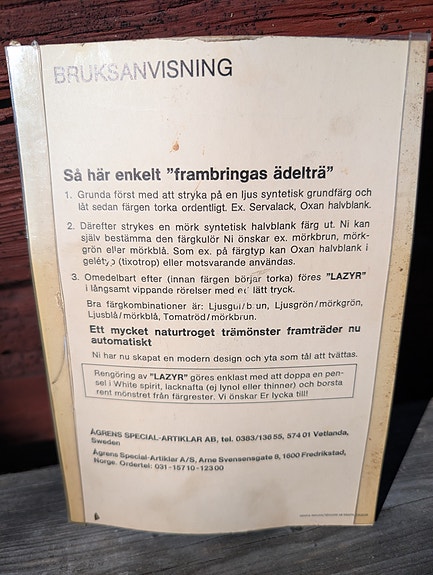 BRUKSANVISNING
Så här enkelt "frambringas ädelträ"
1. Grunda först med att stryka på en ljus syntetisk grundfärg och
låt sedan färgen torka ordentligt. Ex. Servalack, Oxan halvblank.
2. Därefter strykes en mörk syntetisk halvblank färg ut. Ni kan
själv bestämma den färgkulör Ni önskar ex. mörkbrun, mörk-
grön eller mörkblå. Som ex. på färgtyp kan Oxan halvblank i
(tixotrop) eller motsvarande användas.
3. Omedelbart efter (innan färgen börjar torka) föres "LAZYR"
i långsamt vippande rörelser med ett lätt tryck.
Bra färgkombinationer är: Ljusgul/brun, Ljusgrön/mörkgrön,
Ljusblå/mörkblå, Tomatröd/mörkbrun.
Ett mycket naturtroget trämönster framträder nu
automatiskt
Ni har nu skapat en modern design och yta som tål att tvättas.
Rengöring av "LAZYR" göres enklast med att doppa en pen-
sel i White spirit, lacknafta (ej lynol eller thinner) och borsta
rent mönstret från färgrester. Vi önskar Er lycka till!
ÅGRENS SPECIAL-ARTIKLAR AB, tel. 0383/136 55, 574 01 Vetlanda,
Sweden
Ågrens Special-Artiklar A/S, Arne Svensensgate 8, 1600 Fredrikstad,
Norge. Ordertel: 031-157 10-123 00